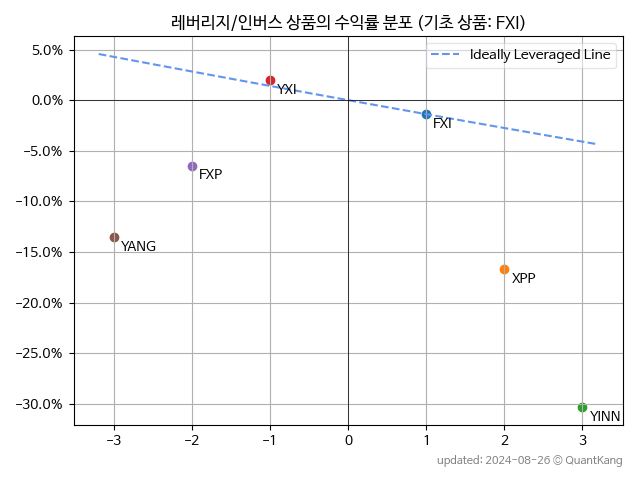 레버리지/인버스 상품의 수익률 분포 (기초 상품: FXI)
5.0%
0.0%
−5.0%
−10.0%
−15.0%
−20.0%
−25.0%
−30.0%
Ideally Leveraged Line
YXI
FXI
FXP
YANG
XPP
YINN
−3
−2
−1
0
1
2
3
updated: 2024-08-26 © QuantKang